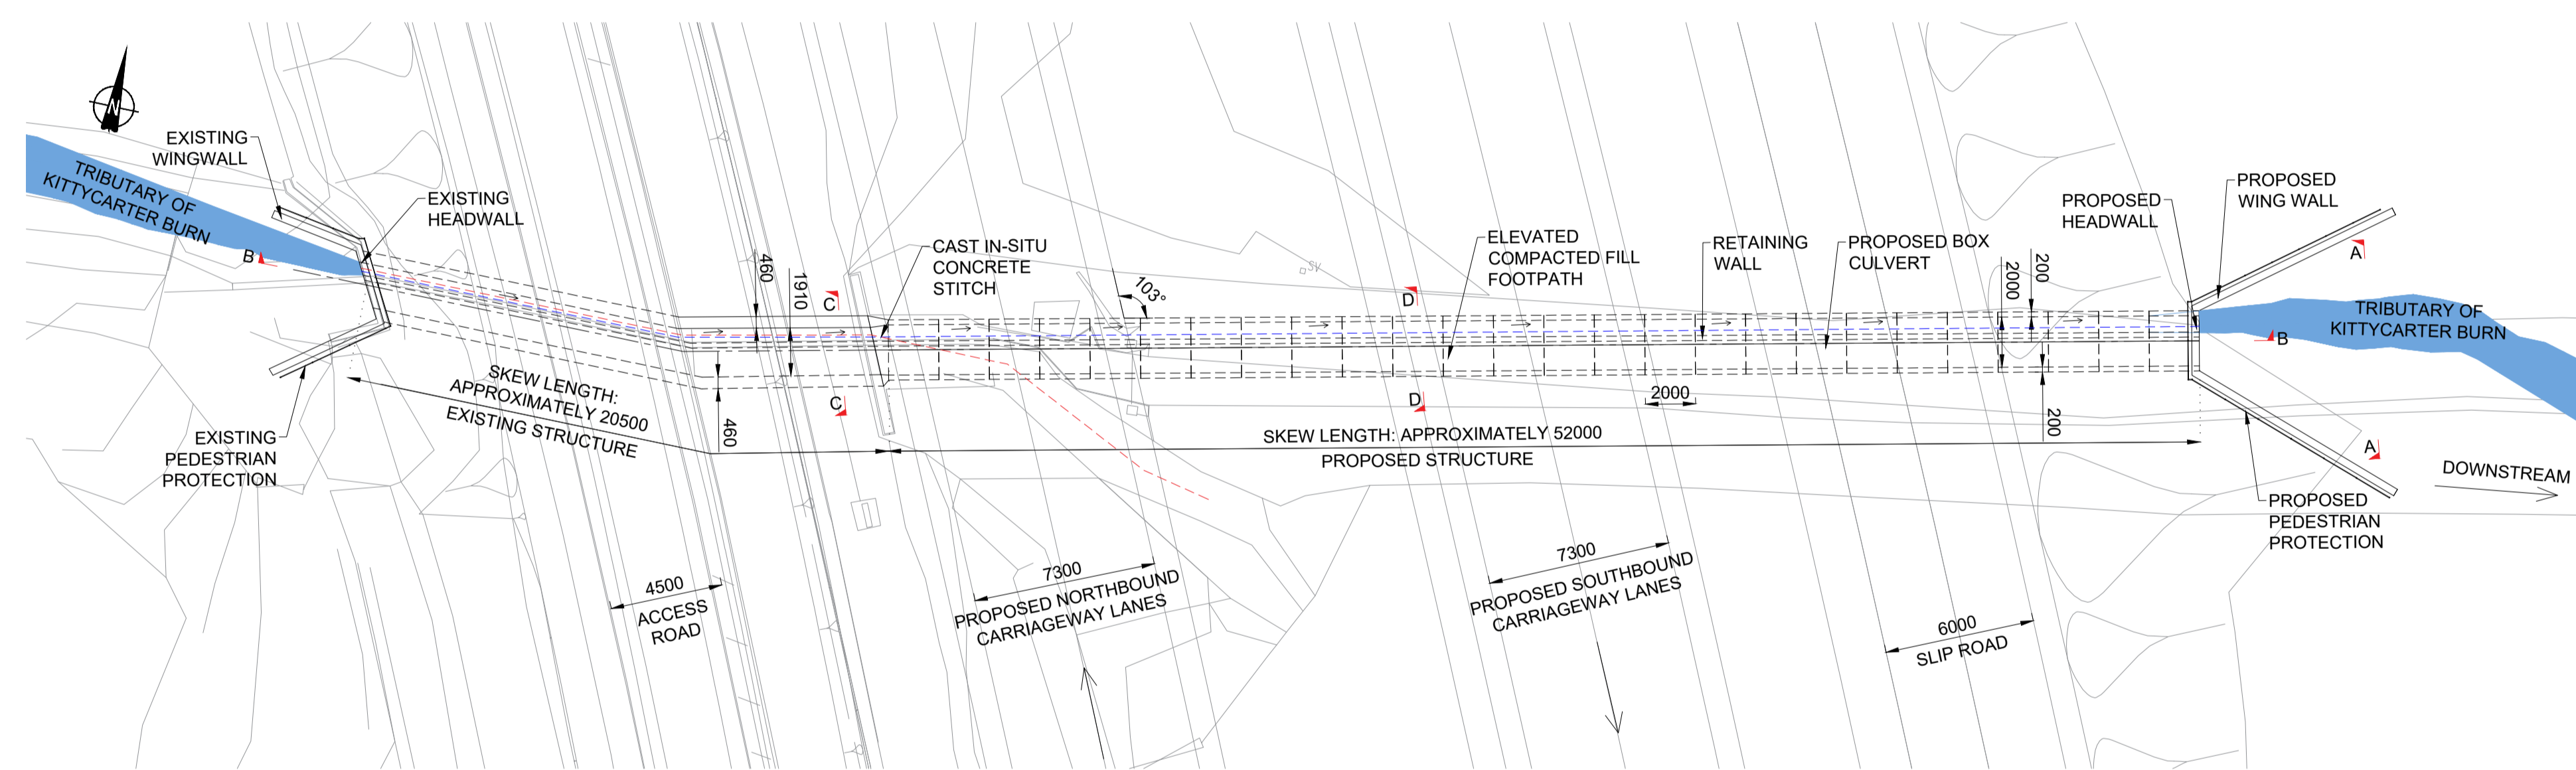 N
EXISTING
WINGWALL
TRIBUTARY OF
KITTYCARTER BURN
B
EXISTING
HEADWALL
EXISTING
PEDESTRIAN
PROTECTION
SKEW LENGTH:
APPROXIMATELY 20500
EXISTING STRUCTURE
460
1910
460
C
C
CAST IN-SITU
CONCRETE
STITCH
103°
SV
4500
ACCESS
ROAD
7300
PROPOSED NORTHBOUND
CARRIAGEWAY LANES
D
D
ELEVATED
COMPACTED FILL
FOOTPATH
RETAINING
WALL
PROPOSED BOX
CULVERT
2000
SKEW LENGTH: APPROXIMATELY 52000
PROPOSED STRUCTURE
7300
PROPOSED SOUTHBOUND
CARRIAGEWAY LANES
6000
SLIP ROAD
2000
200
200
PROPOSED
HEADWALL
PROPOSED
WING WALL
A
TRIBUTARY OF
KITTYCARTER BURN
B
A
DOWNSTREAM
PROPOSED
PEDESTRIAN
PROTECTION